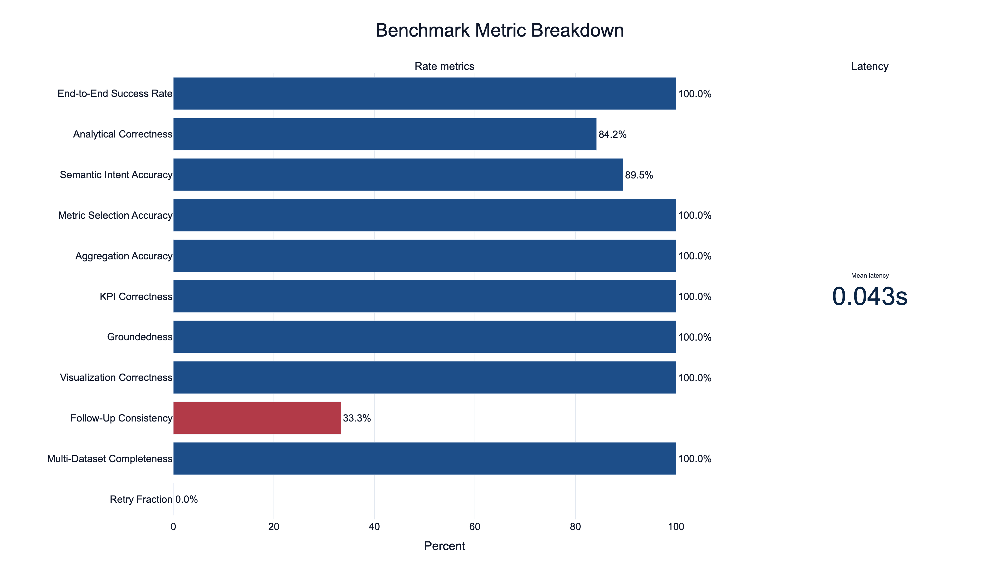 Benchmark Metric Breakdown
Rate metrics
Latency
End-to-End Success Rate 100.0%
Analytical Correctness 84.2%
Semantic Intent Accuracy 89.5%
Metric Selection Accuracy 100.0%
Aggregation Accuracy 100.0%
KPI Correctness 100.0%
Mean latency
0.043s
Groundedness 100.0%
Visualization Correctness 100.0%
Follow-Up Consistency 33.3%
Multi-Dataset Completeness 100.0%
Retry Fraction 0.0%
0 20 40 60 80 100
Percent